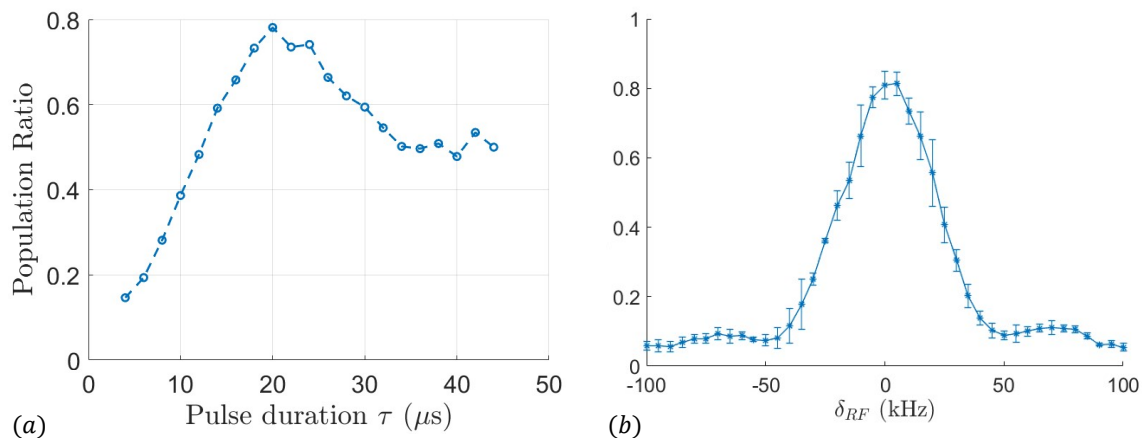 0.8
0.6
0.4
0.2
0
Population Ratio
0 10 20 30 40 50
Pulse duration τ (μs)
(a)
1
0.8
0.6
0.4
0.2
0
-100 -50 0 50 100
δ_RF (kHz)
(b)